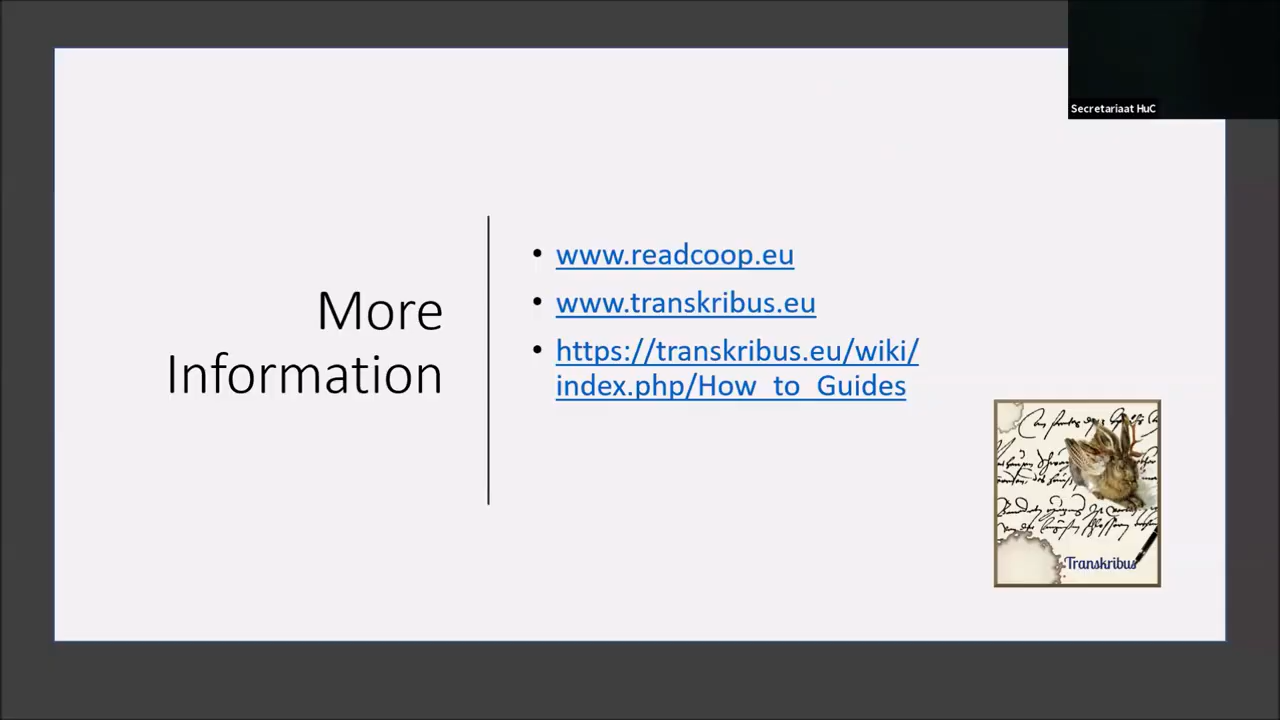 Secretariaat HuC
More
Information
• www.readcoop.eu
• www.transkribus.eu
• https://transkribus.eu/wiki/
index.php/How_to_Guides
Transkribus